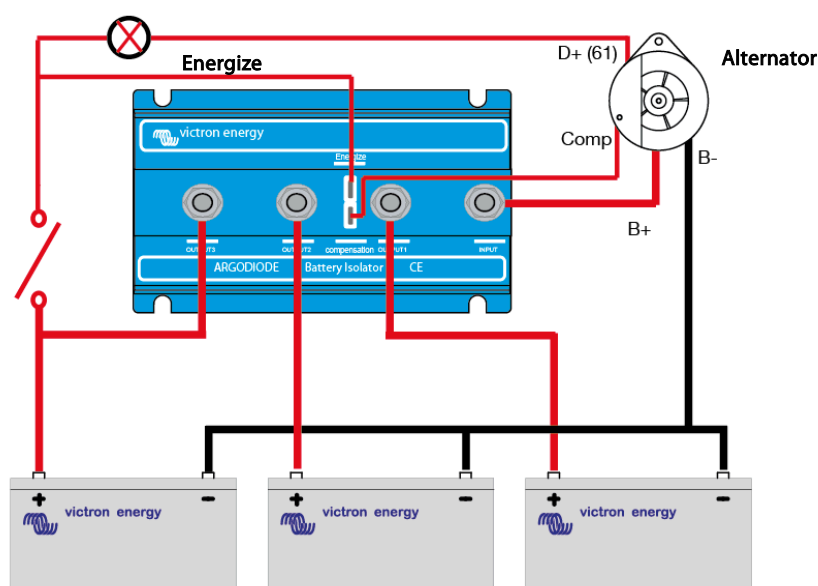 D+ (61)
Alternator
Energize
victron energy
Energize
Comp
B-
B+
OUTPUT3
OUTPUT2
compensation
OUTPUT1
INPUT
ARGODIODE Battery Isolator CE
+ - + - + -
victron energy
victron energy
victron energy